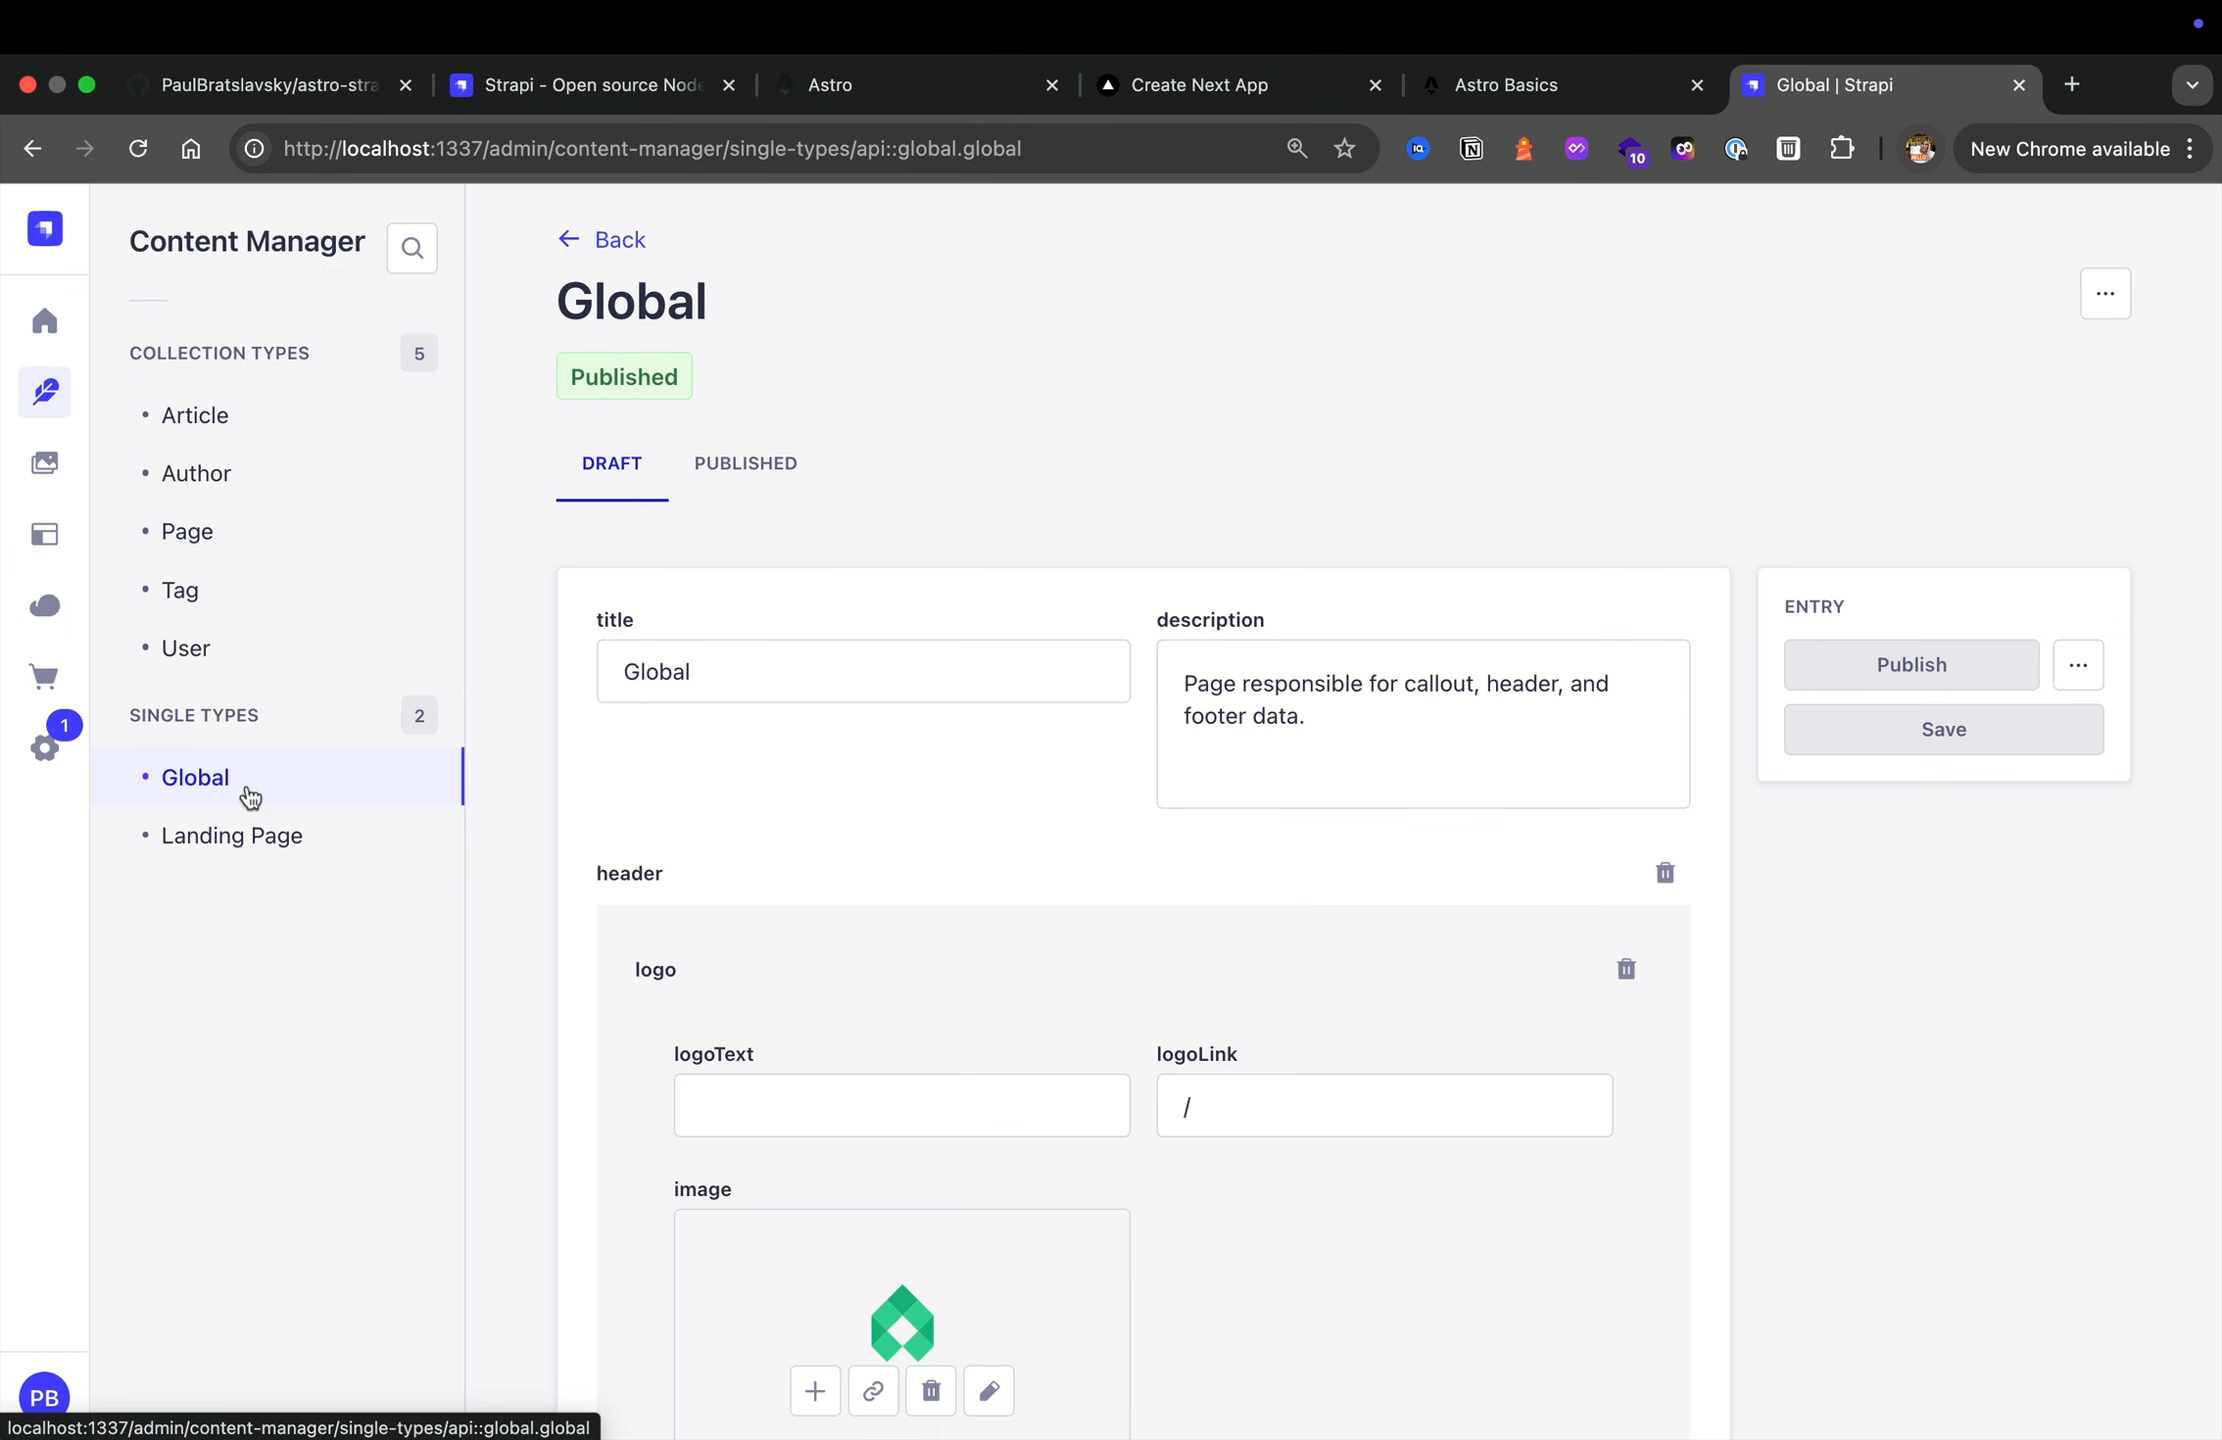 PaulBratslavsky/astro-stra
Strapi - Open source Node
Astro
Create Next App
Astro Basics
Global | Strapi
http://localhost:1337/admin/content-manager/single-types/api::global.global
10
New Chrome available
Content Manager
COLLECTION TYPES
5
Article
Author
Page
Tag
User
SINGLE TYPES
2
Global
Landing Page
1
PB
localhost:1337/admin/content-manager/single-types/api::global.global
Back
Global
Published
DRAFT
PUBLISHED
title
Global
description
Page responsible for callout, header, and
footer data.
header
logo
logoText
logoLink
/
image
ENTRY
Publish
Save